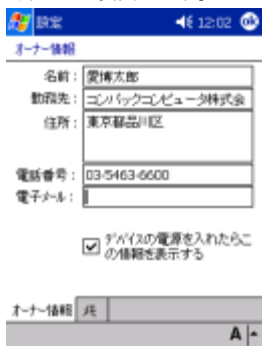 設定 12:02 ok
オーナー情報
名前: 愛博太郎
勤務先: コンパックコンピュータ株式会
住所: 東京都品川区
電話番号: 03-5463-6600
電子メール:
デバイスの電源を入れたらこ
の情報を表示する
オーナー情報 メモ
A